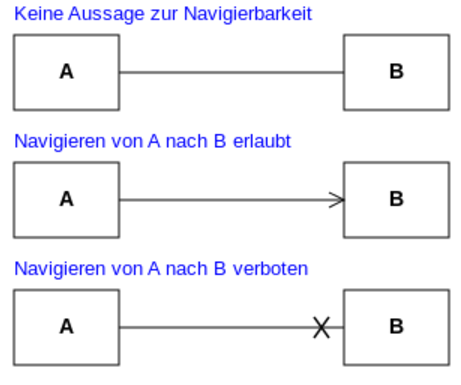 Keine Aussage zur Navigierbarkeit
A B
Navigieren von A nach B erlaubt
A B
Navigieren von A nach B verboten
A B